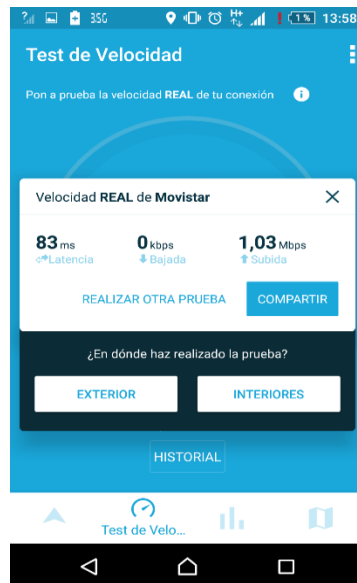 35G H+ 1% 13:58
Test de Velocidad
Pon a prueba la velocidad REAL de tu conexión
Velocidad REAL de Movistar
83 ms 0 kbps 1,03 Mbps
Latencia Bajada Subida
REALIZAR OTRA PRUEBA COMPARTIR
¿En dónde haz realizado la prueba?
EXTERIOR INTERIORES
HISTORIAL
Test de Velo...